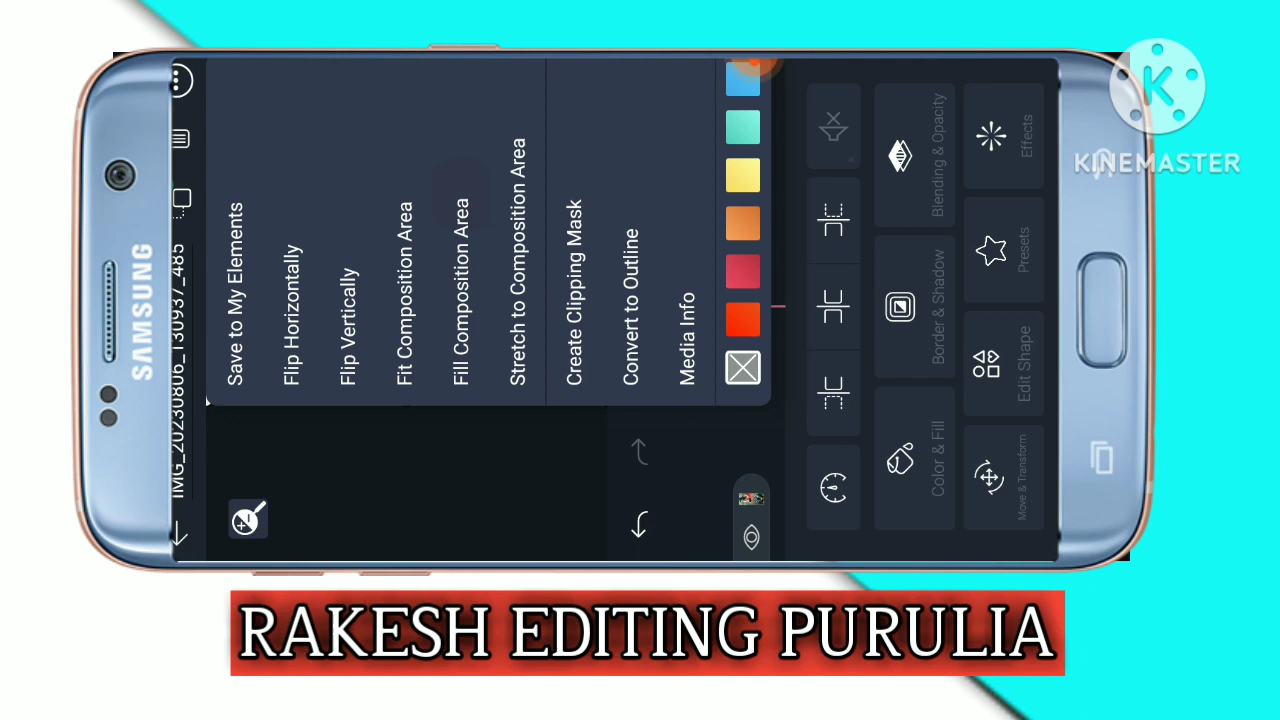 KINEMASTER
SAMSUNG
IMG_20230806_130937_485
Save to My Elements
Flip Horizontally
Flip Vertically
Fit Composition Area
Fill Composition Area
Stretch to Composition Area
Create Clipping Mask
Convert to Outline
Media Info
Color & Fill
Border & Shadow
Blending & Opacity
Move & Transform
Edit Shape
Presets
Effects
RAKESH EDITING PURULIA